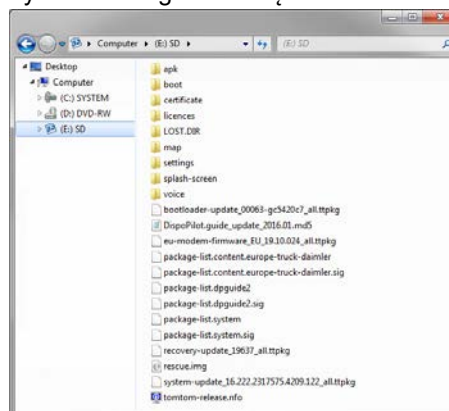 Computer ▸ (E:) SD ▸
(E:) SD
Desktop
Computer
(C:) SYSTEM
(D:) DVD-RW
(E:) SD
apk
boot
certificate
licences
LOST.DIR
map
settings
splash-screen
voice
bootloader-update_00063-gc5420c7_all.ttpkg
DispoPilot.guide_update_2016.01.md5
eu-modem-firmware_EU_19.10.024_all.ttpkg
package-list.content.europe-truck-daimler
package-list.content.europe-truck-daimler.sig
package-list.dpguide2
package-list.dpguide2.sig
package-list.system
package-list.system.sig
recovery-update_19637_all.ttpkg
rescue.img
system-update_16.222.2317575.4209.122_all.ttpkg
tomtom-release.nfo